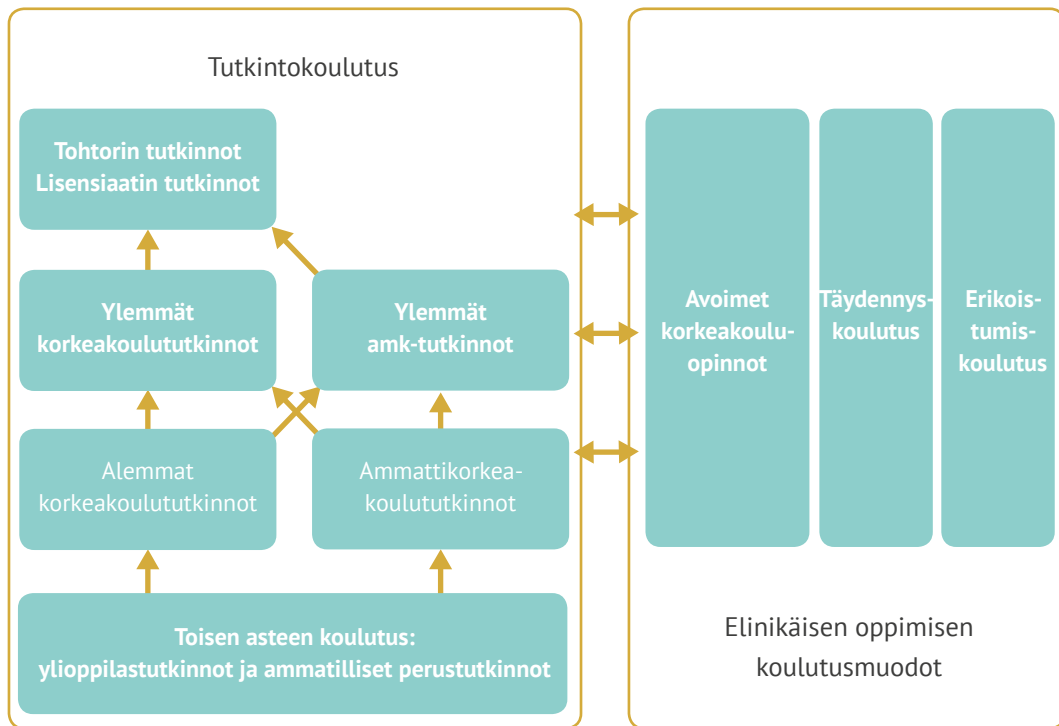 Tutkintokoulutus
Tohtorin tutkinnot
Lisensiaatin tutkinnot
Ylemmät
korkeakoulututkinnot
Ylemmät
amk-tutkinnot
Alemmat
korkeakoulututkinnot
Ammattikorkea-
koulututkinnot
Toisen asteen koulutus:
ylioppilastutkinnot ja ammatilliset perustutkinnot
Avoimet
korkeakoulu-
opinnot
Täydennys-
koulutus
Erikois-
tumis-
koulutus
Elinikäisen oppimisen
koulutusmuodot